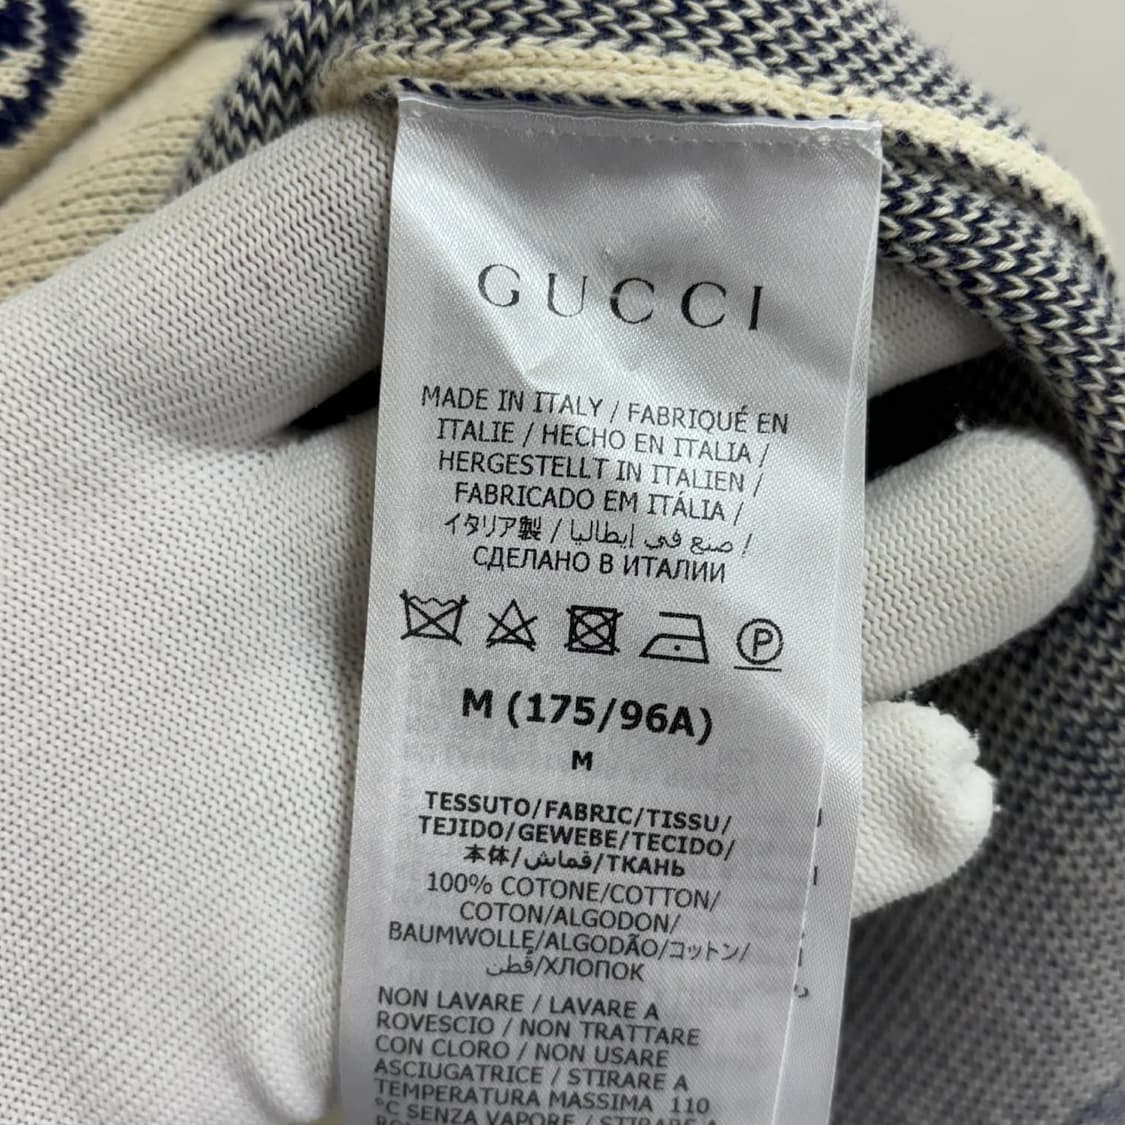 GUCCI
MADE IN ITALY / FABRIQUÉ EN
ITALIE / HECHO EN ITALIA /
HERGESTELLT IN ITALIEN /
FABRICADO EM ITÁLIA /
イタリア製 / صنع في إيطاليا /
СДЕЛАНО В ИТАЛИИ
P
M (175/96A)
M
TESSUTO/FABRIC/TISSU/
TEJIDO/GEWEBE/TECIDO/
本体/قماش/ТКАНЬ
100% COTONE/COTTON/
COTON/ALGODON/
BAUMWOLLE/ALGODÃO/コットン/
قطن/ХЛОПОК
NON LAVARE / LAVARE A
ROVESCIO / NON TRATTARE
CON CLORO / NON USARE
ASCIUGATRICE / STIRARE A
TEMPERATURA MASSIMA 110
°C SENZA VAPORE / STIRARE A